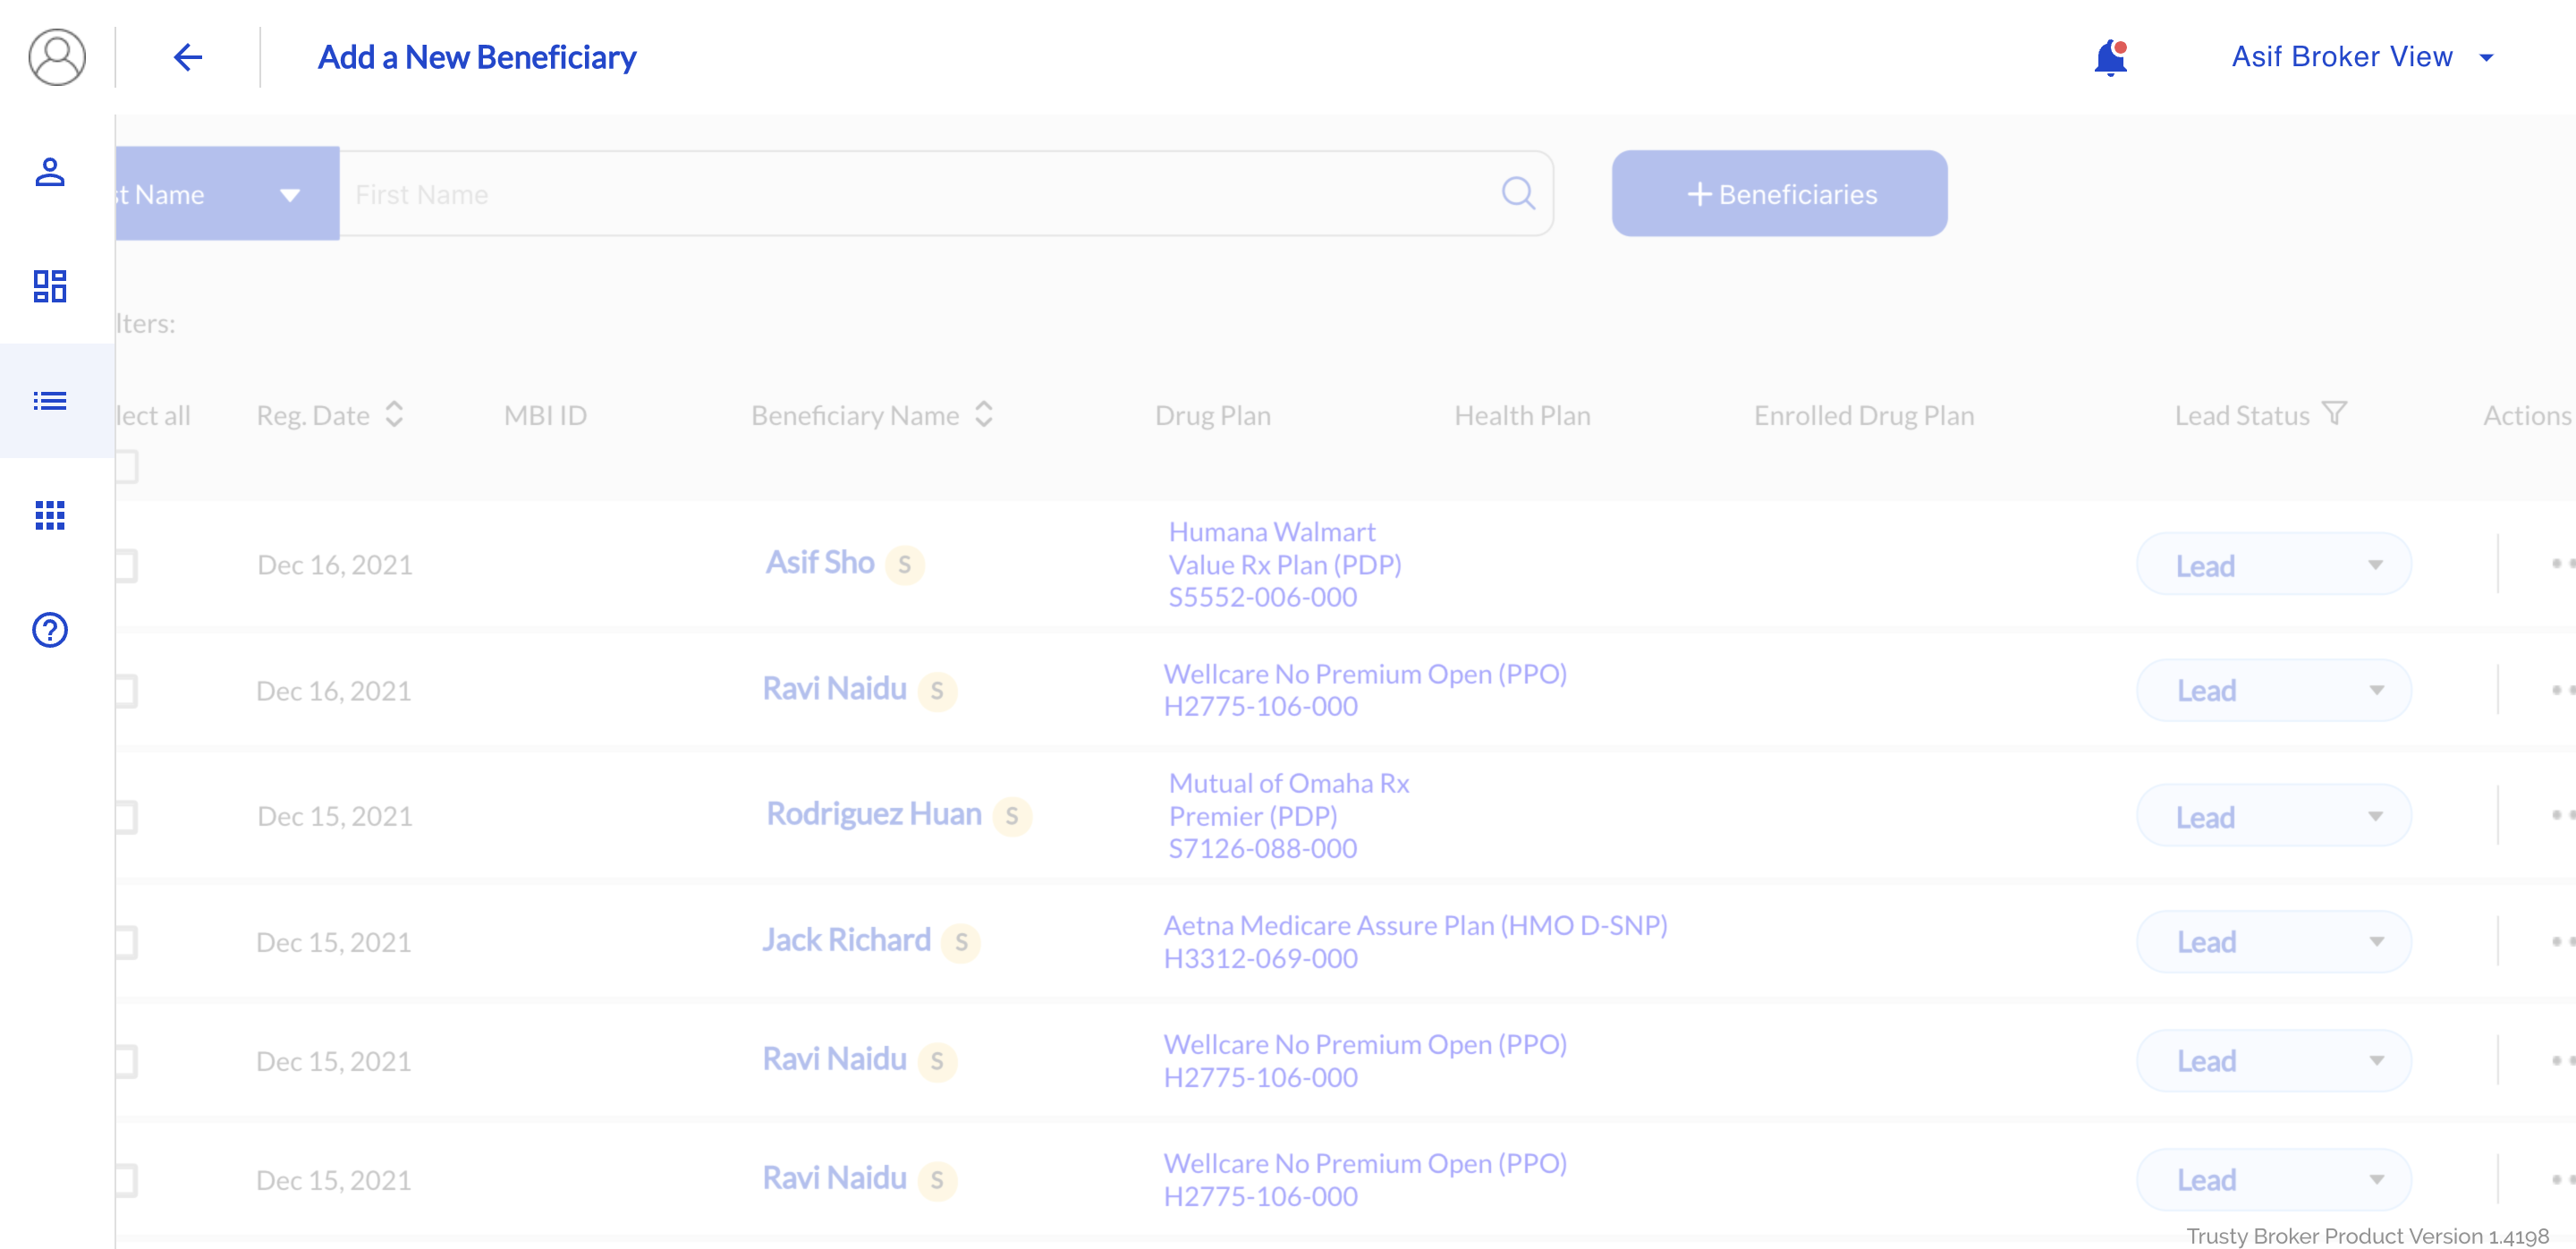 Add a New Beneficiary
Asif Broker View
st Name
First Name
+ Beneficiaries
lters:
lect all
Reg. Date
MBI ID
Beneficiary Name
Drug Plan
Health Plan
Enrolled Drug Plan
Lead Status
Actions
Dec 16, 2021
Asif Sho S
Humana Walmart
Value Rx Plan (PDP)
S5552-006-000
Lead
Dec 16, 2021
Ravi Naidu S
Wellcare No Premium Open (PPO)
H2775-106-000
Lead
Dec 15, 2021
Rodriguez Huan S
Mutual of Omaha Rx
Premier (PDP)
S7126-088-000
Lead
Dec 15, 2021
Jack Richard S
Aetna Medicare Assure Plan (HMO D-SNP)
H3312-069-000
Lead
Dec 15, 2021
Ravi Naidu S
Wellcare No Premium Open (PPO)
H2775-106-000
Lead
Dec 15, 2021
Ravi Naidu S
Wellcare No Premium Open (PPO)
H2775-106-000
Lead
Trusty Broker Product Version 1.4198